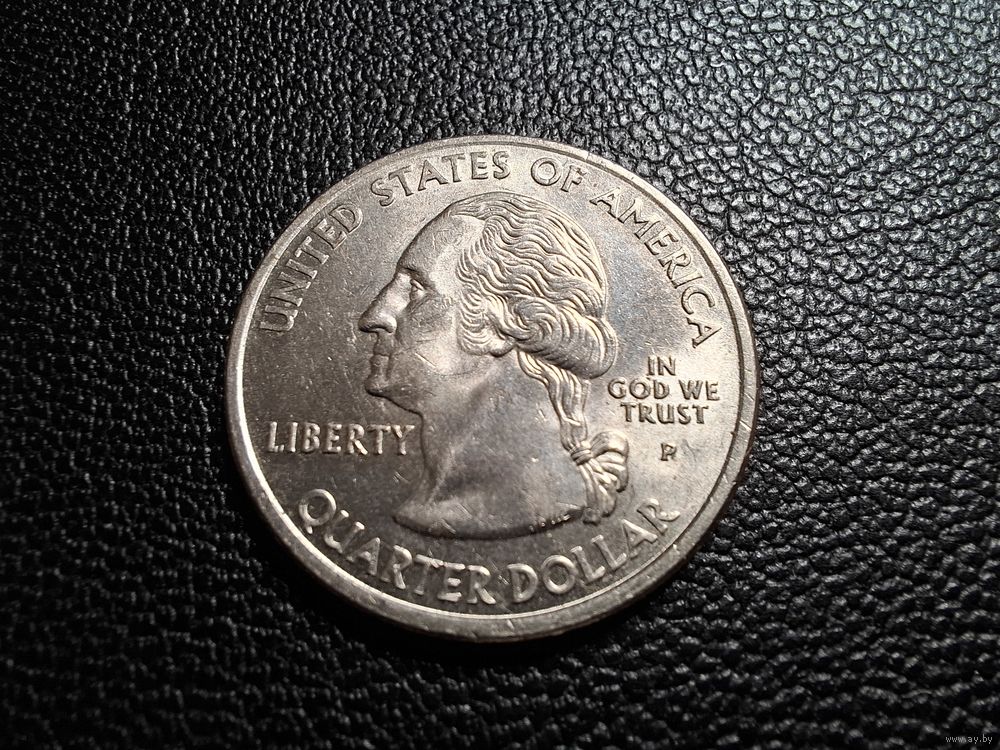 UNITED STATES OF AMERICA
IN
GOD WE
TRUST
LIBERTY
P
QUARTER DOLLAR
www.ay.by